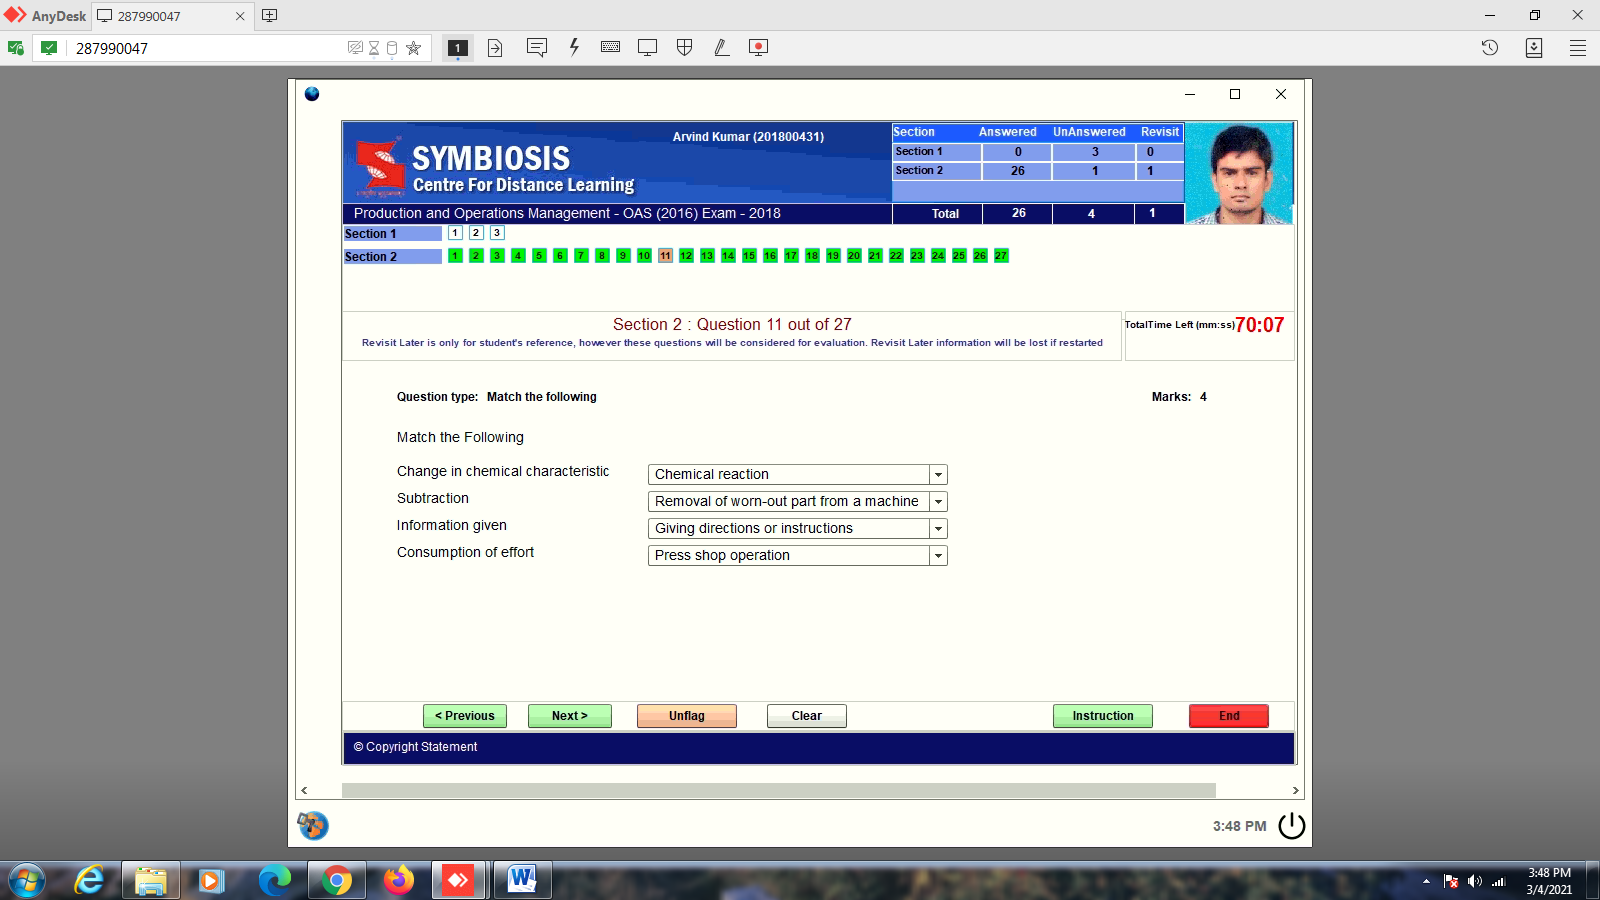 AnyDesk 287990047
287990047 1
Arvind Kumar (201800431)
SYMBIOSIS
Centre For Distance Learning
Section Answered UnAnswered Revisit
Section 1 0 3 0
Section 2 26 1 1
Production and Operations Management - OAS (2016) Exam - 2018
Total 26 4 1
Section 1 1 2 3
Section 2 1 2 3 4 5 6 7 8 9 10 11 12 13 14 15 16 17 18 19 20 21 22 23 24 25 26 27
Section 2 : Question 11 out of 27
TotalTime Left (mm:ss)70:07
Revisit Later is only for student's reference, however these questions will be considered for evaluation. Revisit Later information will be lost if restarted
Question type: Match the following Marks: 4
Match the Following
Change in chemical characteristic Chemical reaction
Subtraction Removal of worn-out part from a machine
Information given Giving directions or instructions
Consumption of effort Press shop operation
< Previous Next > Unflag Clear Instruction End
© Copyright Statement
3:48 PM
3:48 PM
3/4/2021